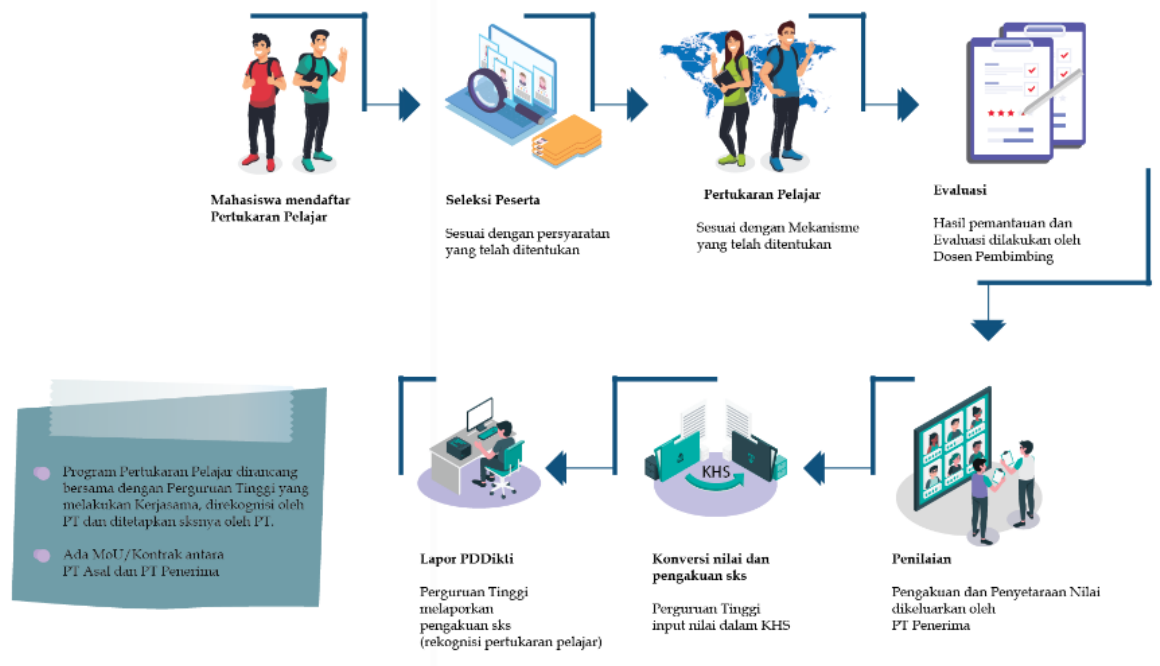 Mahasiswa mendaftar
Pertukaran Pelajar
Seleksi Peserta
Sesuai dengan persyaratan
yang telah ditentukan
Pertukaran Pelajar
Sesuai dengan Mekanisme
yang telah ditentukan
Evaluasi
Hasil pemantauan dan
Evaluasi dilakukan oleh
Dosen Pembimbing
Penilaian
Pengakuan dan Penyetaraan Nilai
dikeluarkan oleh
PT Penerima
KHS
Konversi nilai dan
pengakuan sks
Perguruan Tinggi
input nilai dalam KHS
Lapor PDDikti
Perguruan Tinggi
melaporkan
pengakuan sks
(rekognisi pertukaran pelajar)
Program Pertukaran Pelajar dirancang
bersama dengan Perguruan Tinggi yang
melakukan Kerjasama, direkognisi oleh
PT dan ditetapkan sksnya oleh PT.
Ada MoU/Kontrak antara
PT Asal dan PT Penerima